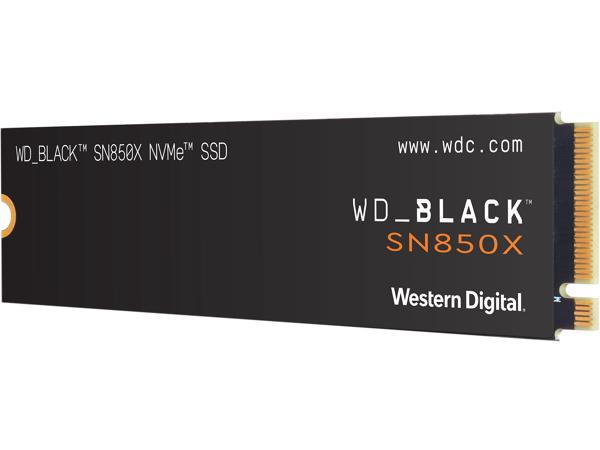 WD_BLACK™ SN850X NVMe™ SSD
www.wdc.com
WD_BLACK™
SN850X
Western Digital.